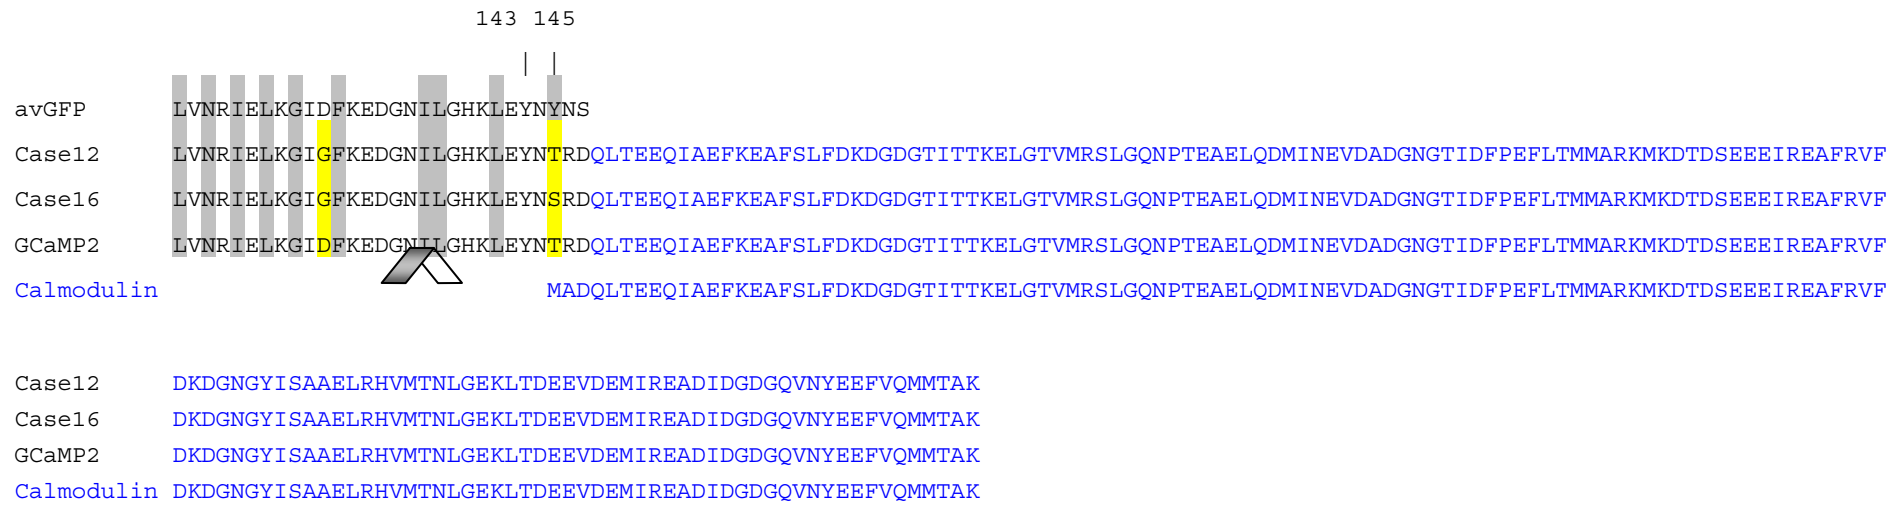 143 145
| |
avGFP LVNRIELKGIDFKEDGNILGHKLEYNYNS
Case12 LVNRIELKGIGFKEDGNILGHKLEYNTRDQLTEEQIAEFKEAFSLFDKDGDGTITTKELGTVMRSLGQNPTEAELQDMINEVDADGNGTIDFPEFLTMMARKMKDTDSEEEIREAFRVF
Case16 LVNRIELKGIGFKEDGNILGHKLEYNSRDQLTEEQIAEFKEAFSLFDKDGDGTITTKELGTVMRSLGQNPTEAELQDMINEVDADGNGTIDFPEFLTMMARKMKDTDSEEEIREAFRVF
GCaMP2 LVNRIELKGIDFKEDGNILGHKLEYNTRDQLTEEQIAEFKEAFSLFDKDGDGTITTKELGTVMRSLGQNPTEAELQDMINEVDADGNGTIDFPEFLTMMARKMKDTDSEEEIREAFRVF
Calmodulin MADQLTEEQIAEFKEAFSLFDKDGDGTITTKELGTVMRSLGQNPTEAELQDMINEVDADGNGTIDFPEFLTMMARKMKDTDSEEEIREAFRVF
Case12 DKDGNGYISAAELRHVMTNLGEKLTDEEVDEMIREADIDGDGQVNYEEFVQMMTAK
Case16 DKDGNGYISAAELRHVMTNLGEKLTDEEVDEMIREADIDGDGQVNYEEFVQMMTAK
GCaMP2 DKDGNGYISAAELRHVMTNLGEKLTDEEVDEMIREADIDGDGQVNYEEFVQMMTAK
Calmodulin DKDGNGYISAAELRHVMTNLGEKLTDEEVDEMIREADIDGDGQVNYEEFVQMMTAK